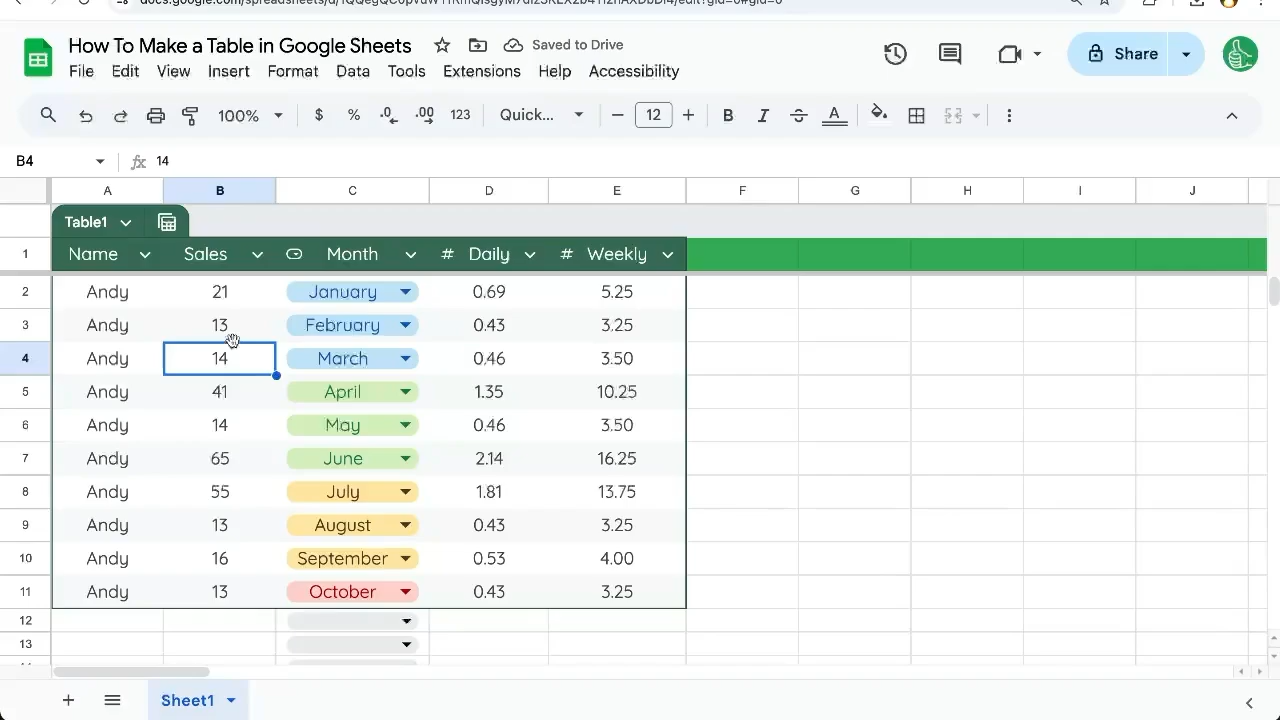 How To Make a Table in Google Sheets Saved to Drive
File Edit View Insert Format Data Tools Extensions Help Accessibility
Share
100% $ % .0 .00 123 Quick... 12 B I A
B4 fx 14
A B C D E F G H I J
Table1
1 Name Sales Month # Daily # Weekly
2 Andy 21 January 0.69 5.25
3 Andy 13 February 0.43 3.25
4 Andy 14 March 0.46 3.50
5 Andy 41 April 1.35 10.25
6 Andy 14 May 0.46 3.50
7 Andy 65 June 2.14 16.25
8 Andy 55 July 1.81 13.75
9 Andy 13 August 0.43 3.25
10 Andy 16 September 0.53 4.00
11 Andy 13 October 0.43 3.25
12
13
Sheet1